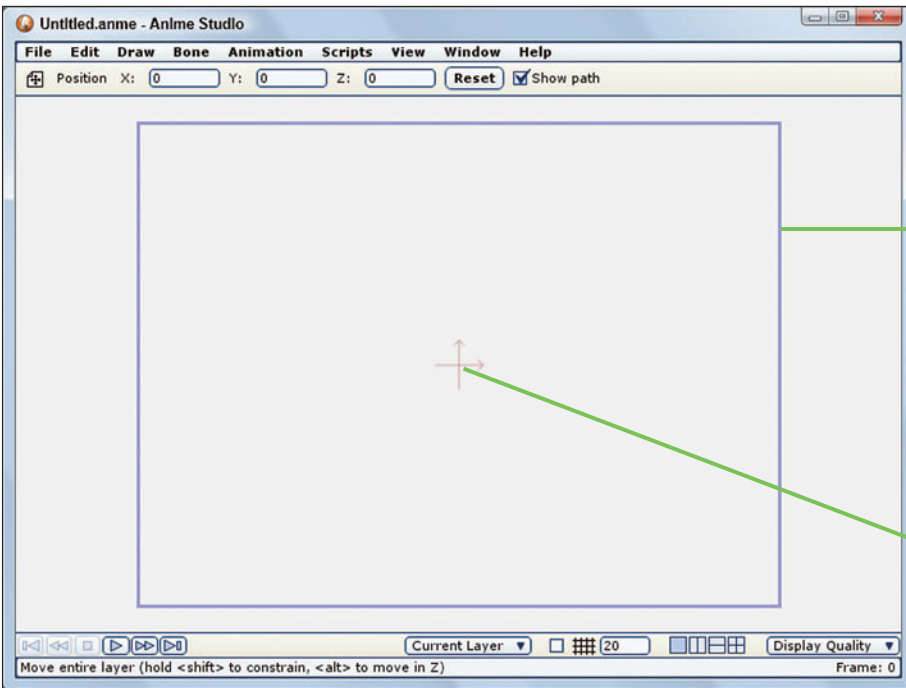 Untitled.anme - Anime Studio
File Edit Draw Bone Animation Scripts View Window Help
Position X: 0 Y: 0 Z: 0 Reset Show path
Current Layer 20 Display Quality
Move entire layer (hold <shift> to constrain, <alt> to move in Z) Frame: 0